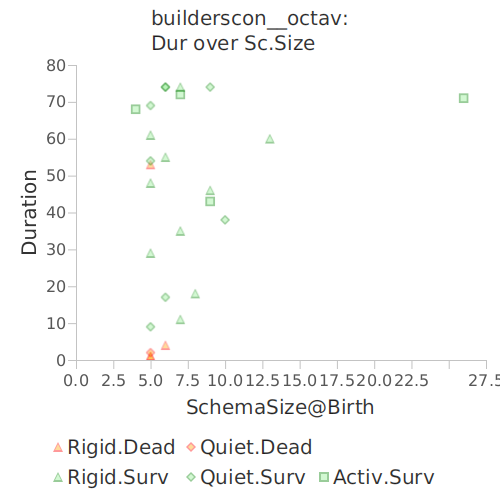 builderscon__octav:
Dur over Sc.Size
80
70
60
50
40
30
20
10
0
Duration
0.0 2.5 5.0 7.5 10.0 12.5 15.0 17.5 20.0 22.5 27.5
SchemaSize@Birth
Rigid.Dead Quiet.Dead
Rigid.Surv Quiet.Surv Activ.Surv